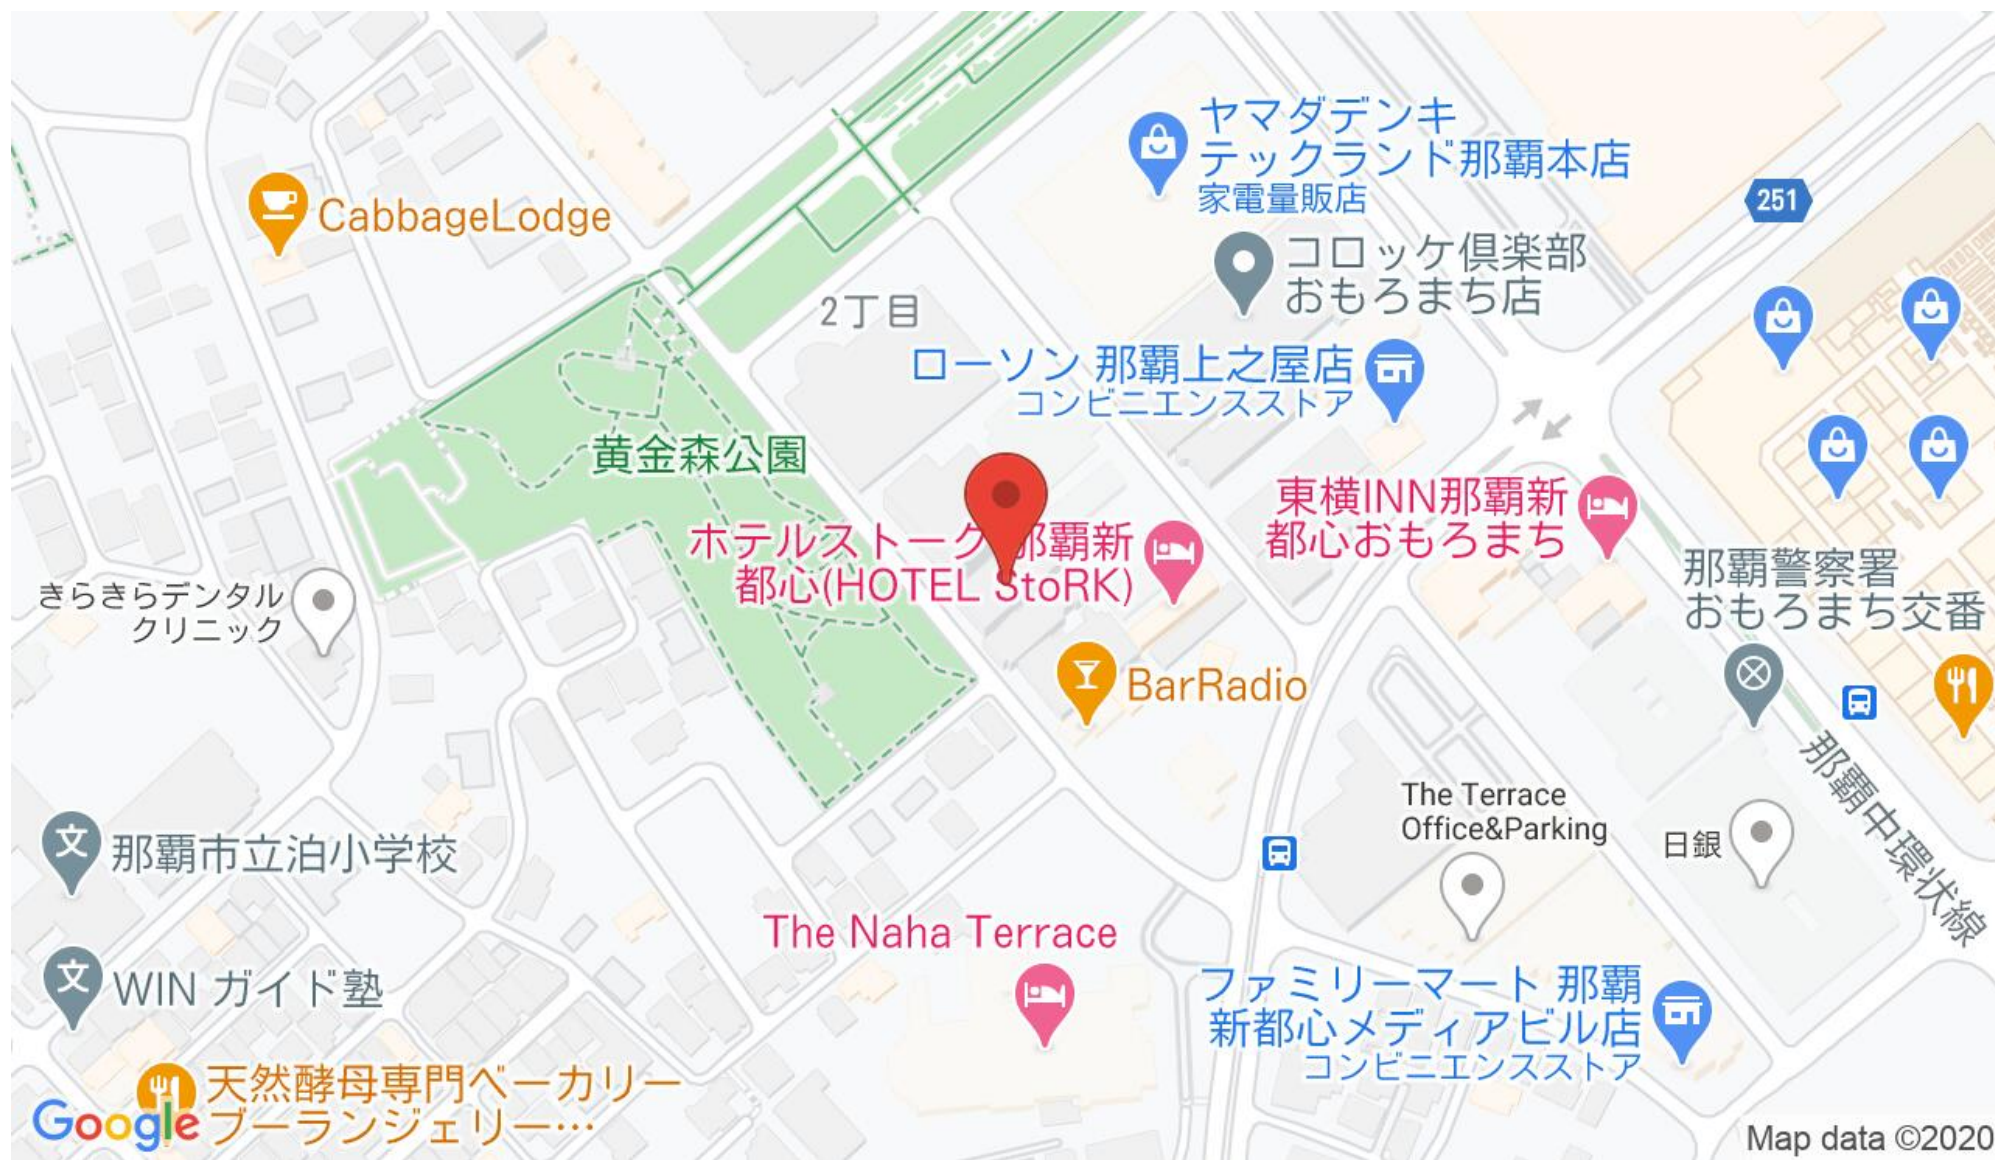 ヤマダデンキ
テックランド那覇本店
家電量販店
251
CabbageLodge
コロッケ倶楽部
おもろまち店
2丁目
ローソン 那覇上之屋店
コンビニエンスストア
黄金森公園
東横INN那覇新
都心おもろまち
ホテルストーク 那覇新
都心(HOTEL StoRK)
那覇警察署
おもろまち交番
きらきらデンタル
クリニック
BarRadio
那覇中環状線
The Terrace
Office&Parking
日銀
那覇市立泊小学校
文
The Naha Terrace
文
WIN ガイド塾
ファミリーマート 那覇
新都心メディアビル店
コンビニエンスストア
天然酵母専門ベーカリー
ブーランジェリー…
Google
Map data ©2020